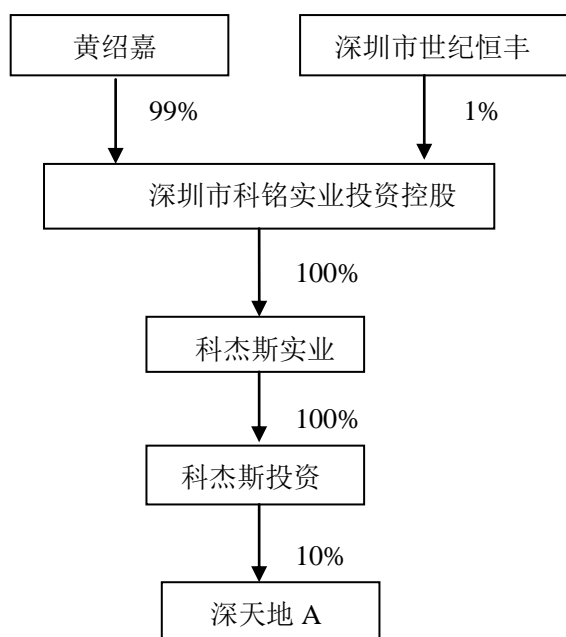 黄绍嘉
深圳市世纪恒丰
99%
1%
深圳市科铭实业投资控股
100%
科杰斯实业
100%
科杰斯投资
10%
深天地 A